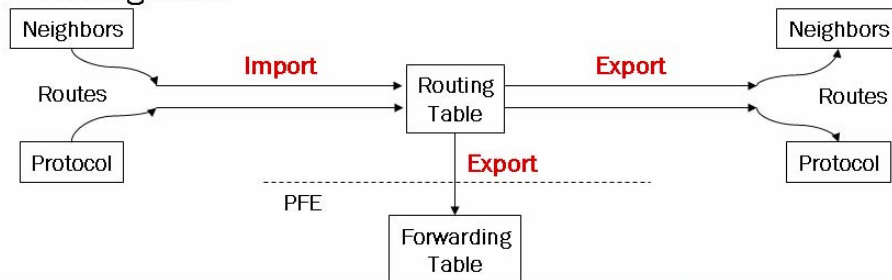 Neighbors
Neighbors
Import
Export
Routes
Routing
Table
Routes
Protocol
Export
Protocol
PFE
Forwarding
Table